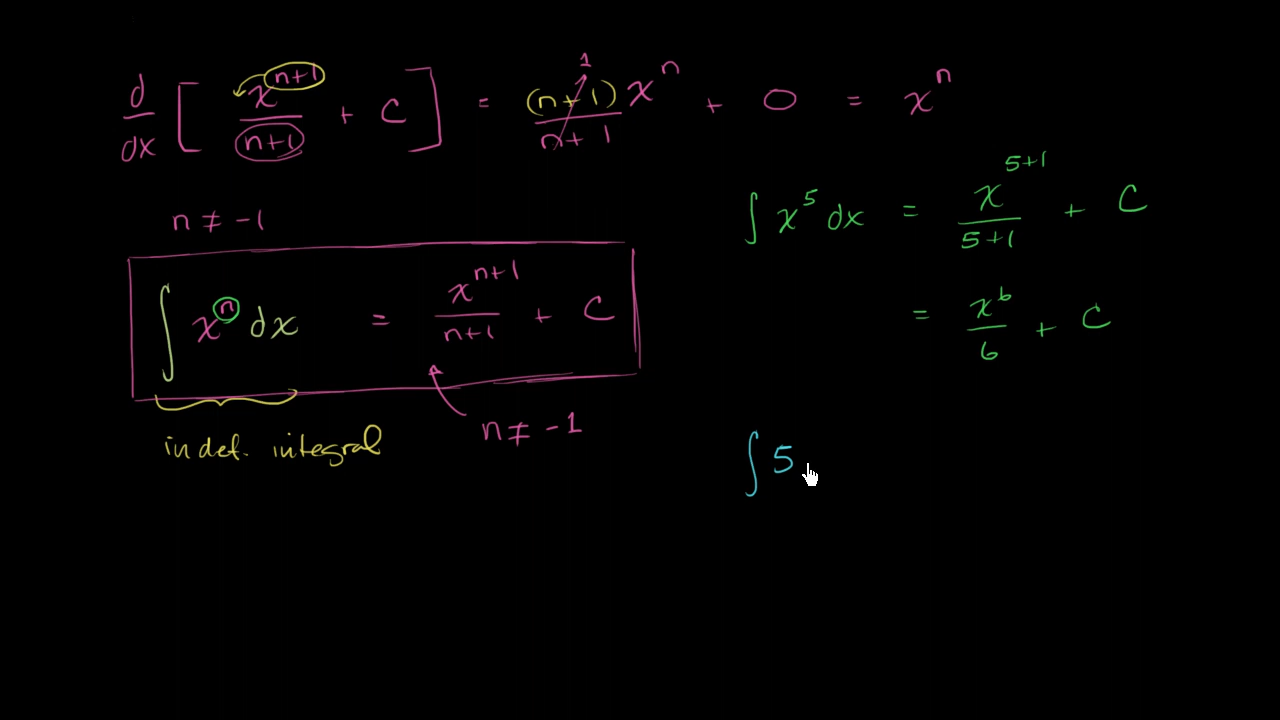 d/dx [ x^(n+1)/(n+1) + C ] = (n+1)x^n/(n+1) + 0 = x^n
1
n ≠ -1
∫ x^n dx = x^(n+1)/(n+1) + C
n ≠ -1
indef. integral
∫ x^5 dx = x^(5+1)/(5+1) + C
= x^6/6 + C
∫ 5